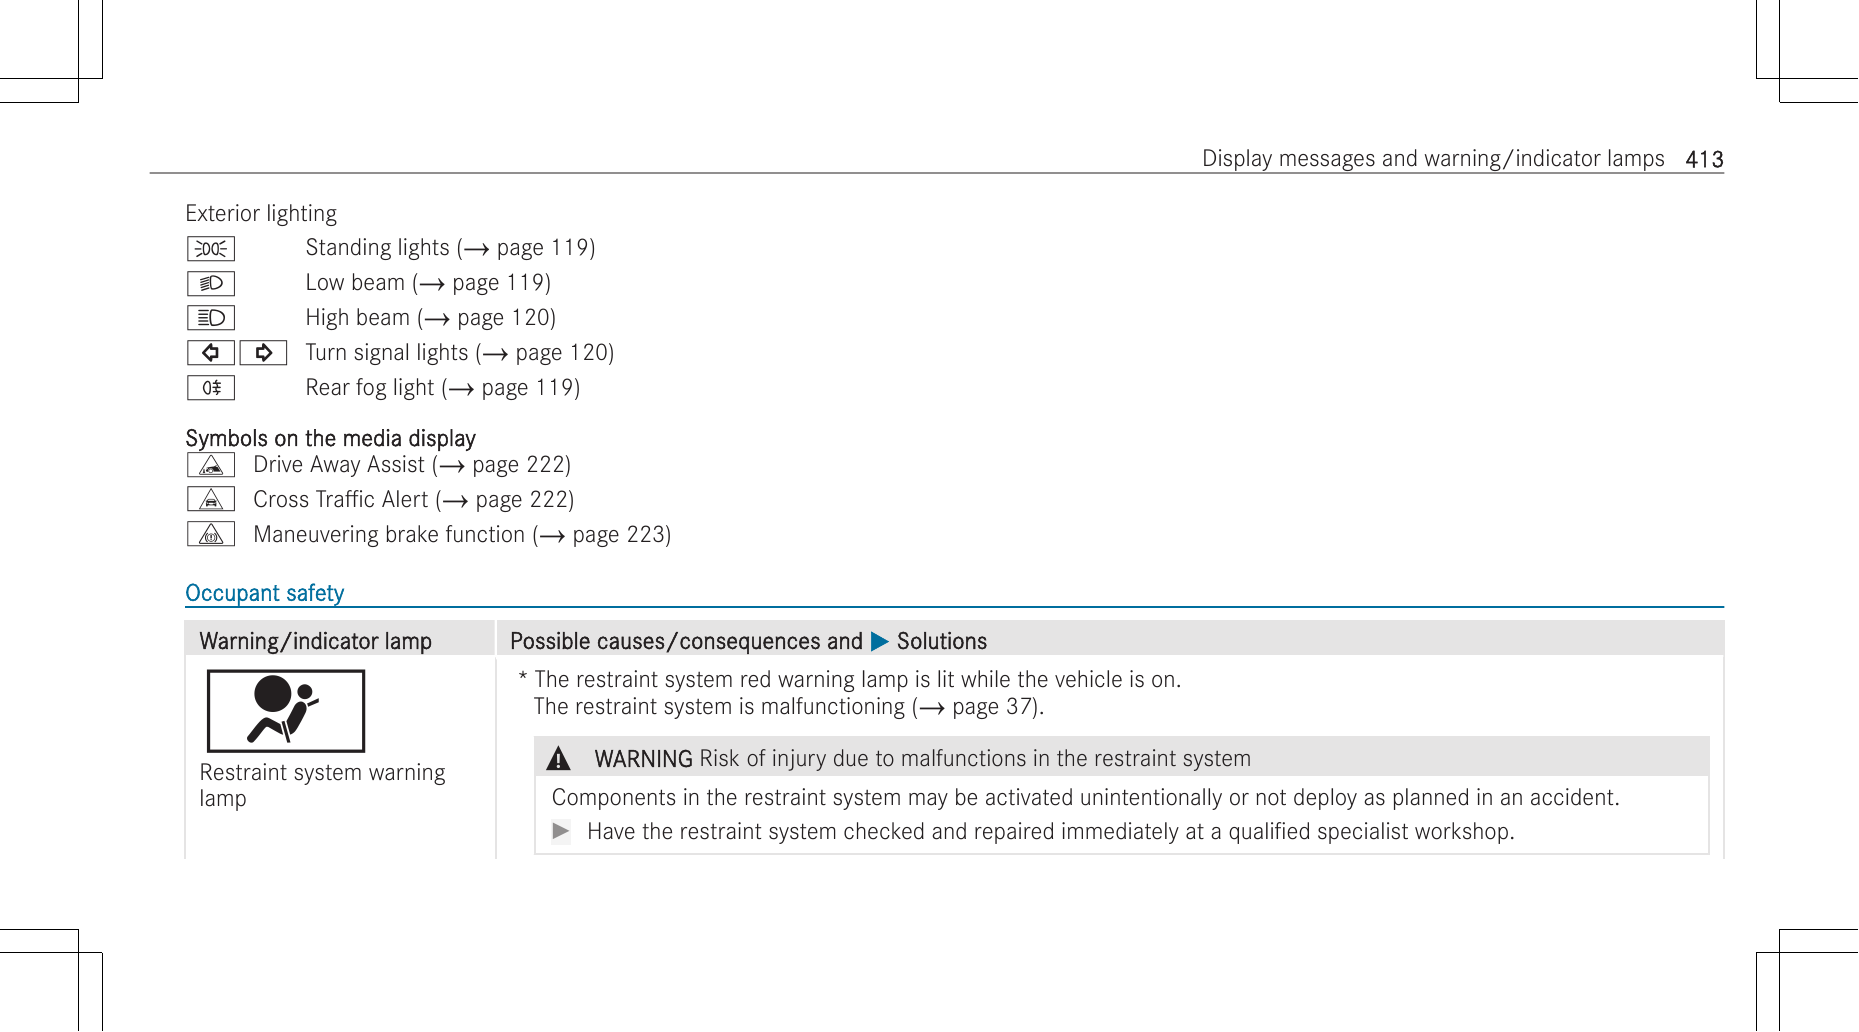 Display messages and warning/indicator lamps 413
Exterior lighting
Standing lights (→ page 119)
Low beam (→ page 119)
High beam (→ page 120)
Turn signal lights (→ page 120)
Rear fog light (→ page 119)
Symbols on the media display
Drive Away Assist (→ page 222)
Cross Traffic Alert (→ page 222)
Maneuvering brake function (→ page 223)
Occupant safety
Warning/indicator lamp
Possible causes/consequences and ▶ Solutions
Restraint system warning
lamp
* The restraint system red warning lamp is lit while the vehicle is on.
The restraint system is malfunctioning (→ page 37).
WARNING Risk of injury due to malfunctions in the restraint system
Components in the restraint system may be activated unintentionally or not deploy as planned in an accident.
▶ Have the restraint system checked and repaired immediately at a qualified specialist workshop.